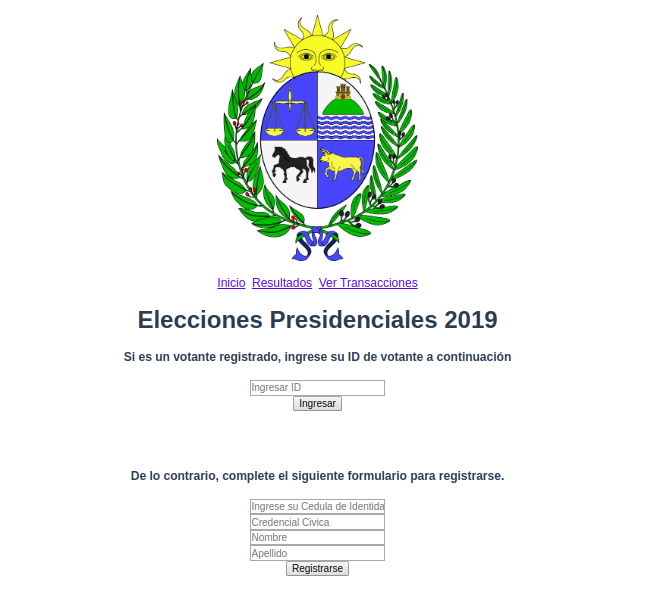 Inicio Resultados Ver Transacciones
Elecciones Presidenciales 2019
Si es un votante registrado, ingrese su ID de votante a continuación
Ingresar ID
Ingresar
De lo contrario, complete el siguiente formulario para registrarse.
Ingrese su Cedula de Identida
Credencial Civica
Nombre
Apellido
Registrarse